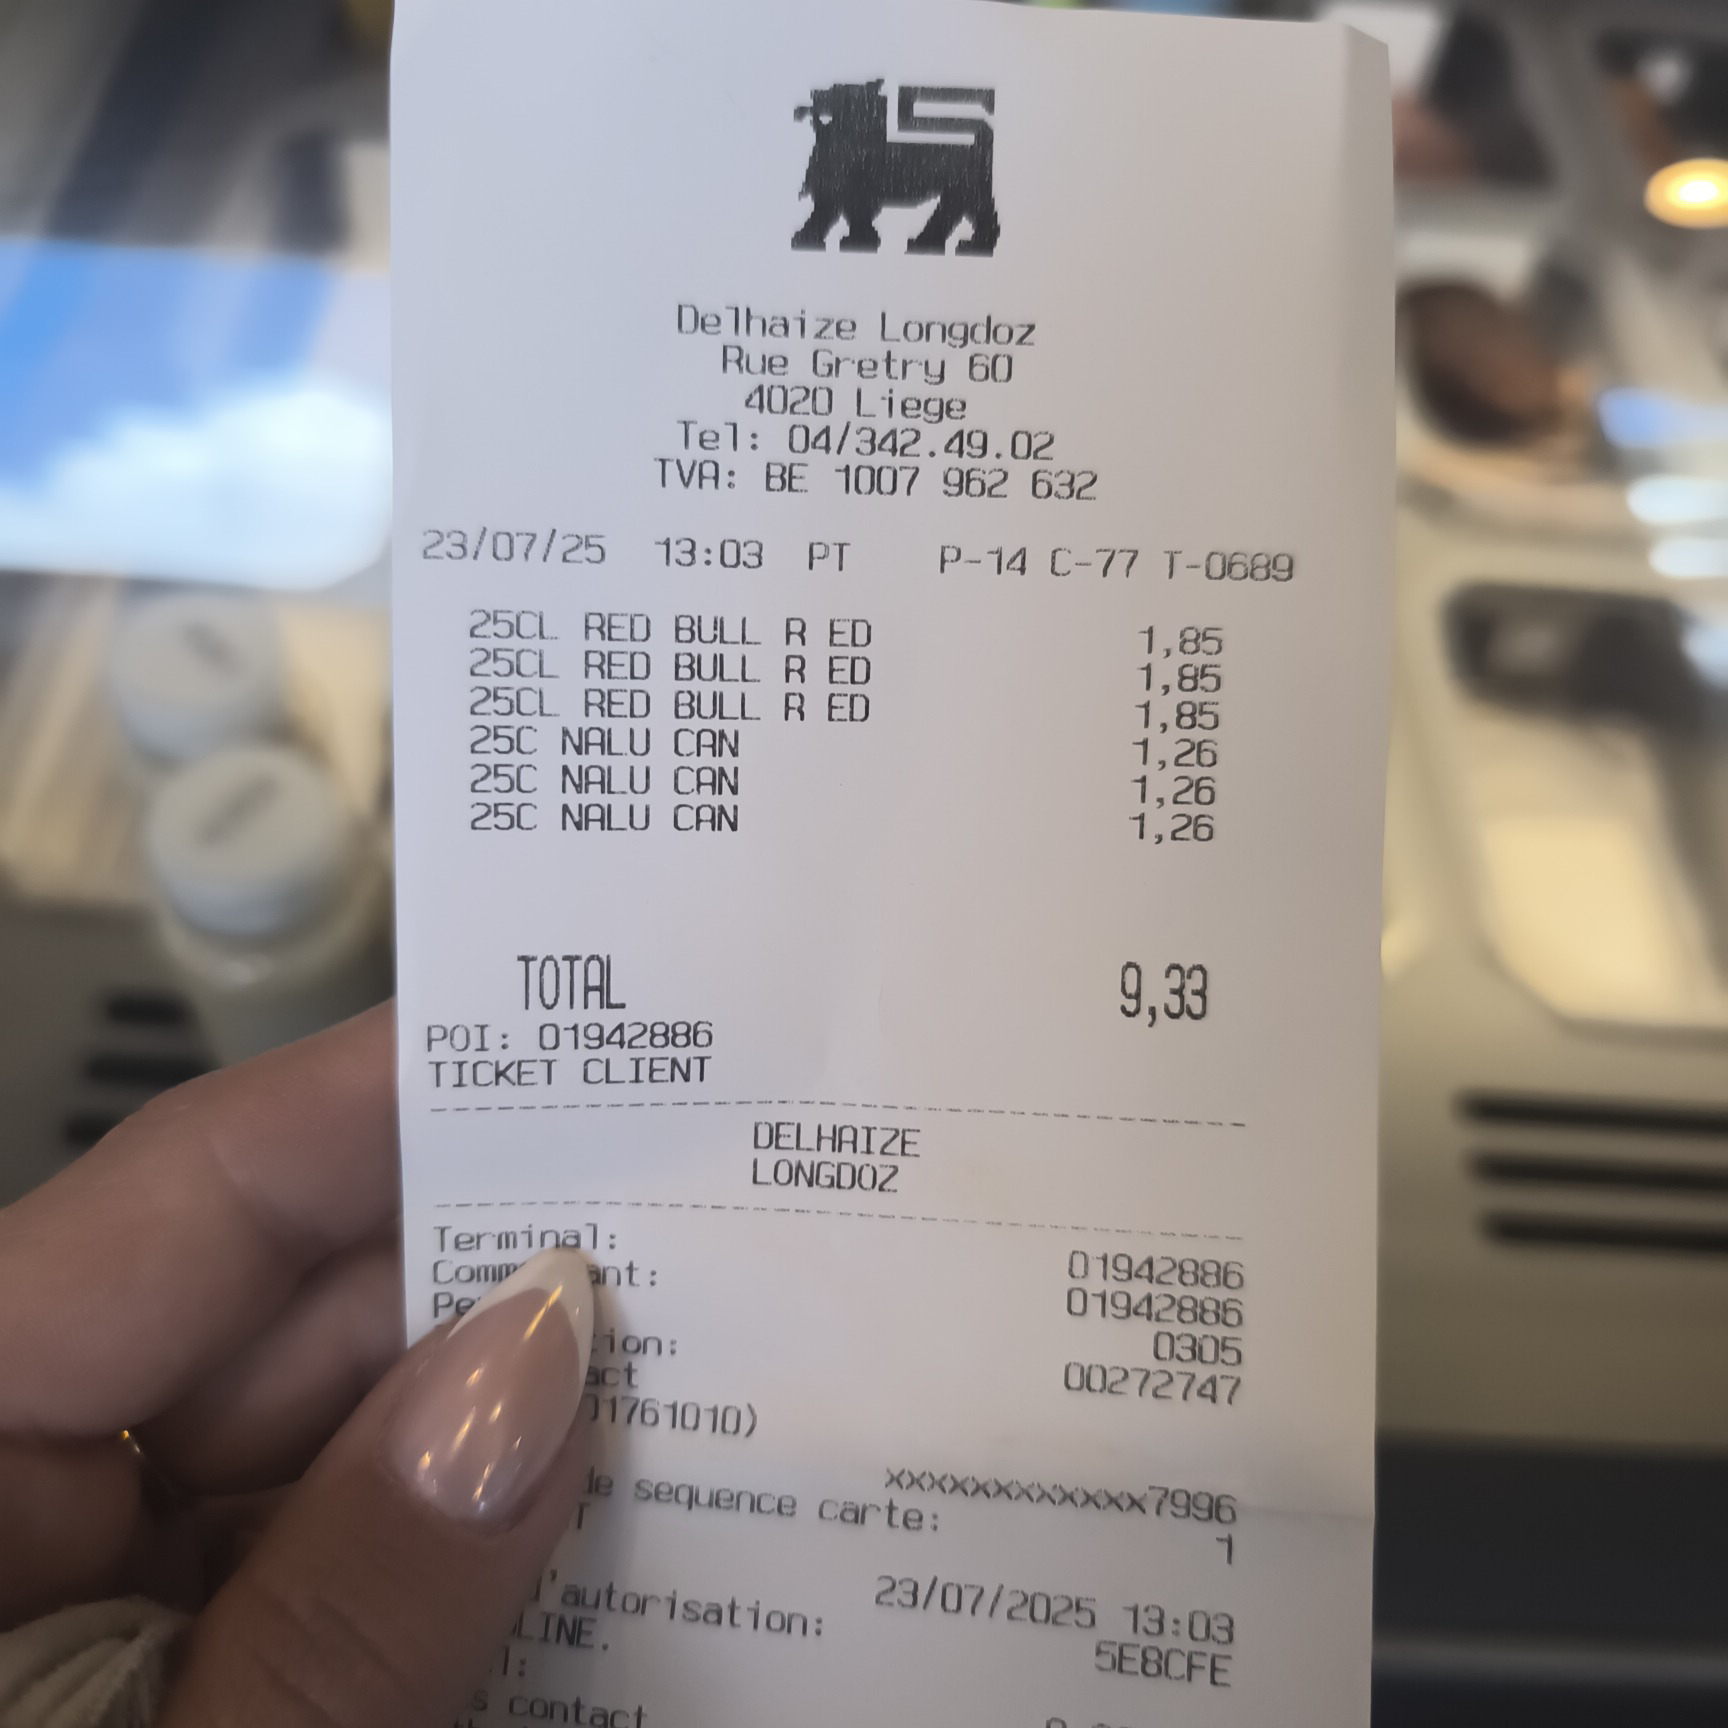 Delhaize Longdoz
Rue Gretry 60
4020 Liege
Tel: 04/342.49.02
TVA: BE 1007 962 632
23/07/25 13:03 PT P-14 C-77 T-0689
25CL RED BULL R ED 1,85
25CL RED BULL R ED 1,85
25CL RED BULL R ED 1,85
25C NALU CAN 1,26
25C NALU CAN 1,26
25C NALU CAN 1,26
TOTAL 9,33
POI: 01942886
TICKET CLIENT
DELHAIZE
LONGDOZ
Terminal: 01942886
01942886
0305
00272747
01761010)
xxxxxxxxxxxx7996
de sequence carte: 1
23/07/2025 13:03
l'autorisation: 5E8CFE
LINE.
contact